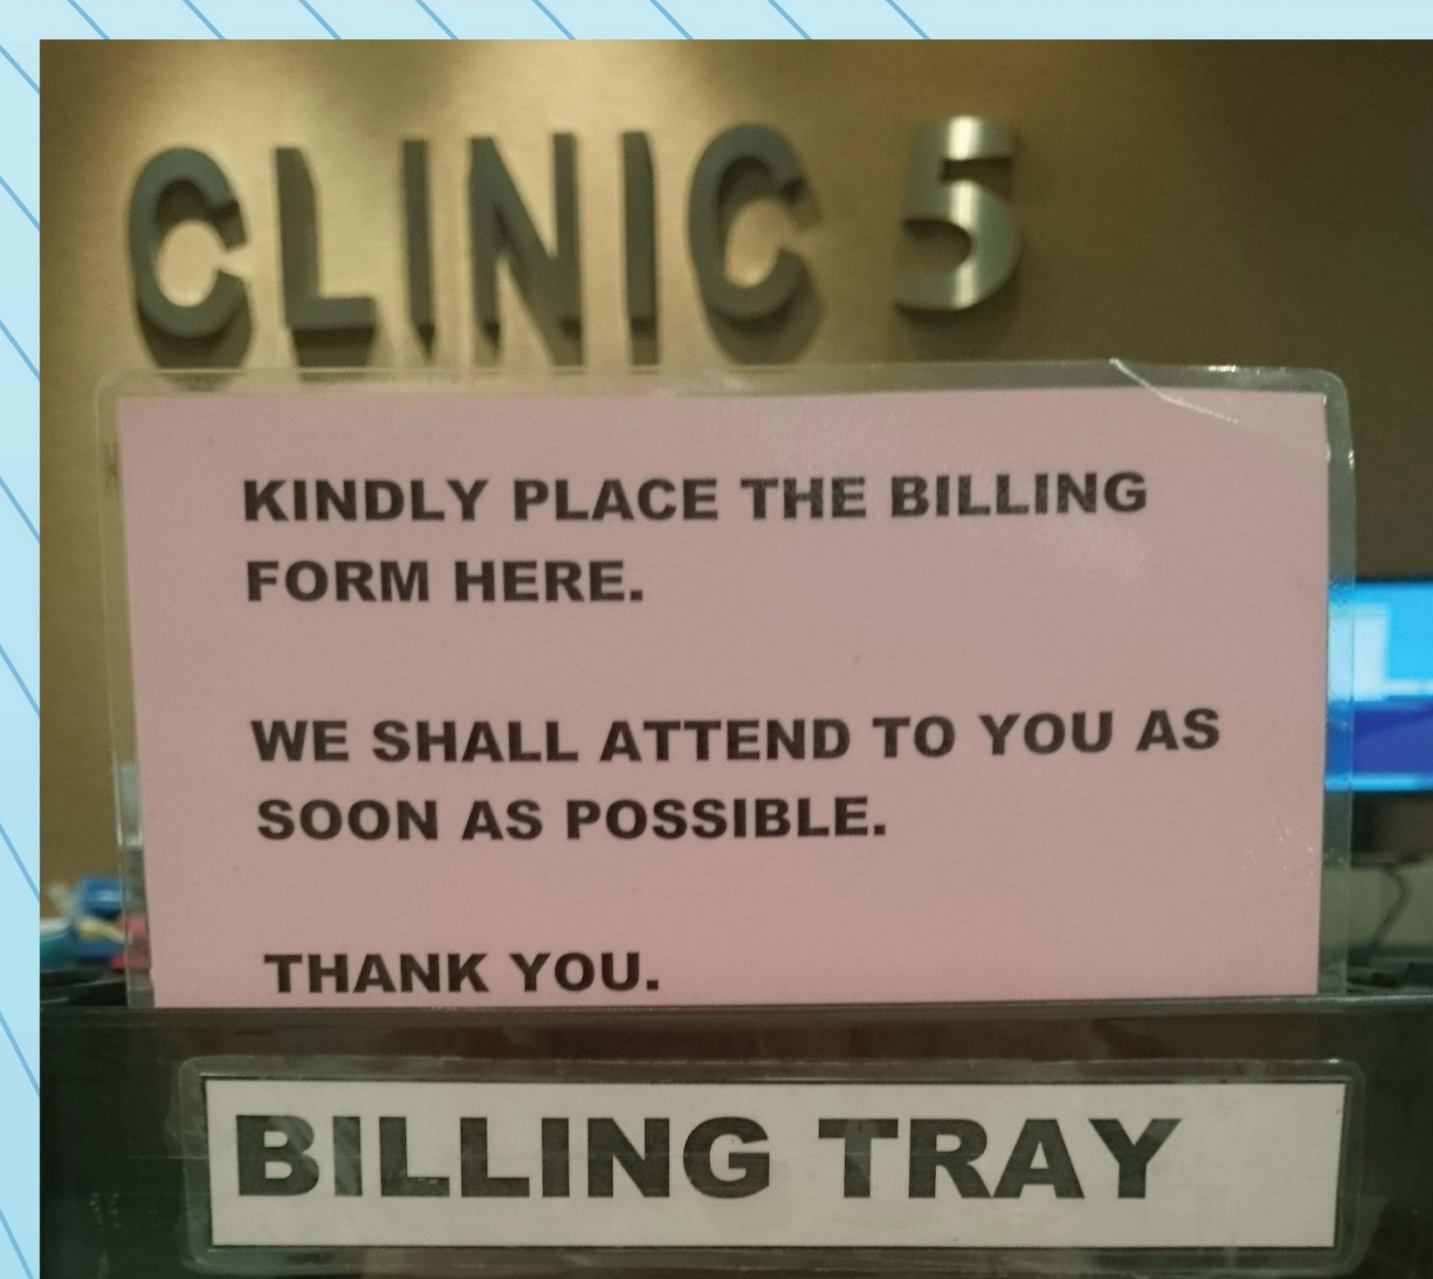 CLINIC 5
KINDLY PLACE THE BILLING
FORM HERE.
WE SHALL ATTEND TO YOU AS
SOON AS POSSIBLE.
THANK YOU.
BILLING TRAY